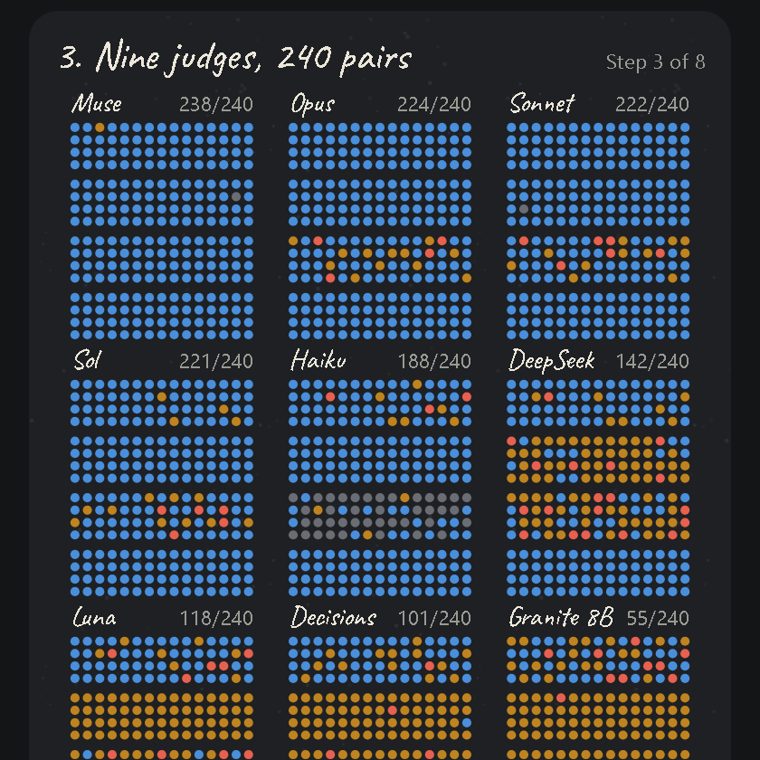 3. Nine judges, 240 pairs
Step 3 of 8
Muse 238/240
Opus 224/240
Sonnet 222/240
Sol 221/240
Haiku 188/240
DeepSeek 142/240
Luna 118/240
Decisions 101/240
Granite 8B 55/240